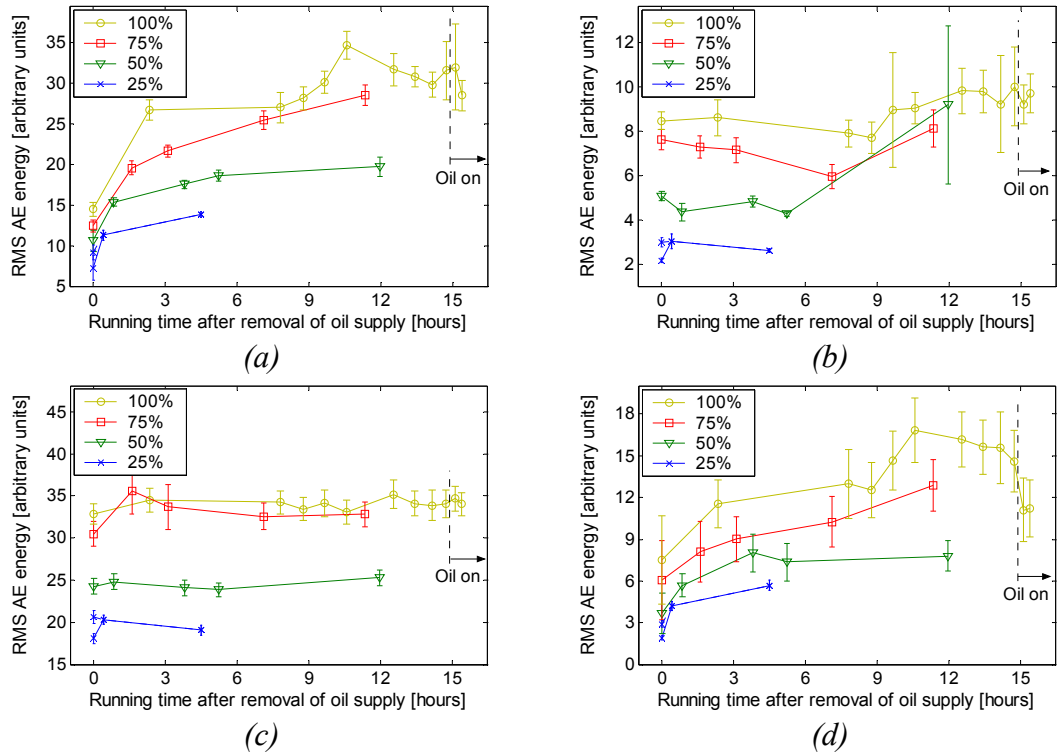 100%
75%
50%
25%
35
30
25
20
15
10
5
RMS AE energy [arbitrary units]
Oil on
0 3 6 9 12 15
Running time after removal of oil supply [hours]
(a)
100%
75%
50%
25%
12
10
8
6
4
2
RMS AE energy [arbitrary units]
Oil on
0 3 6 9 12 15
Running time after removal of oil supply [hours]
(b)
100%
75%
50%
25%
45
40
35
30
25
20
15
RMS AE energy [arbitrary units]
Oil on
0 3 6 9 12 15
Running time after removal of oil supply [hours]
(c)
100%
75%
50%
25%
18
15
12
9
6
3
0
RMS AE energy [arbitrary units]
Oil on
0 3 6 9 12 15
Running time after removal of oil supply [hours]
(d)